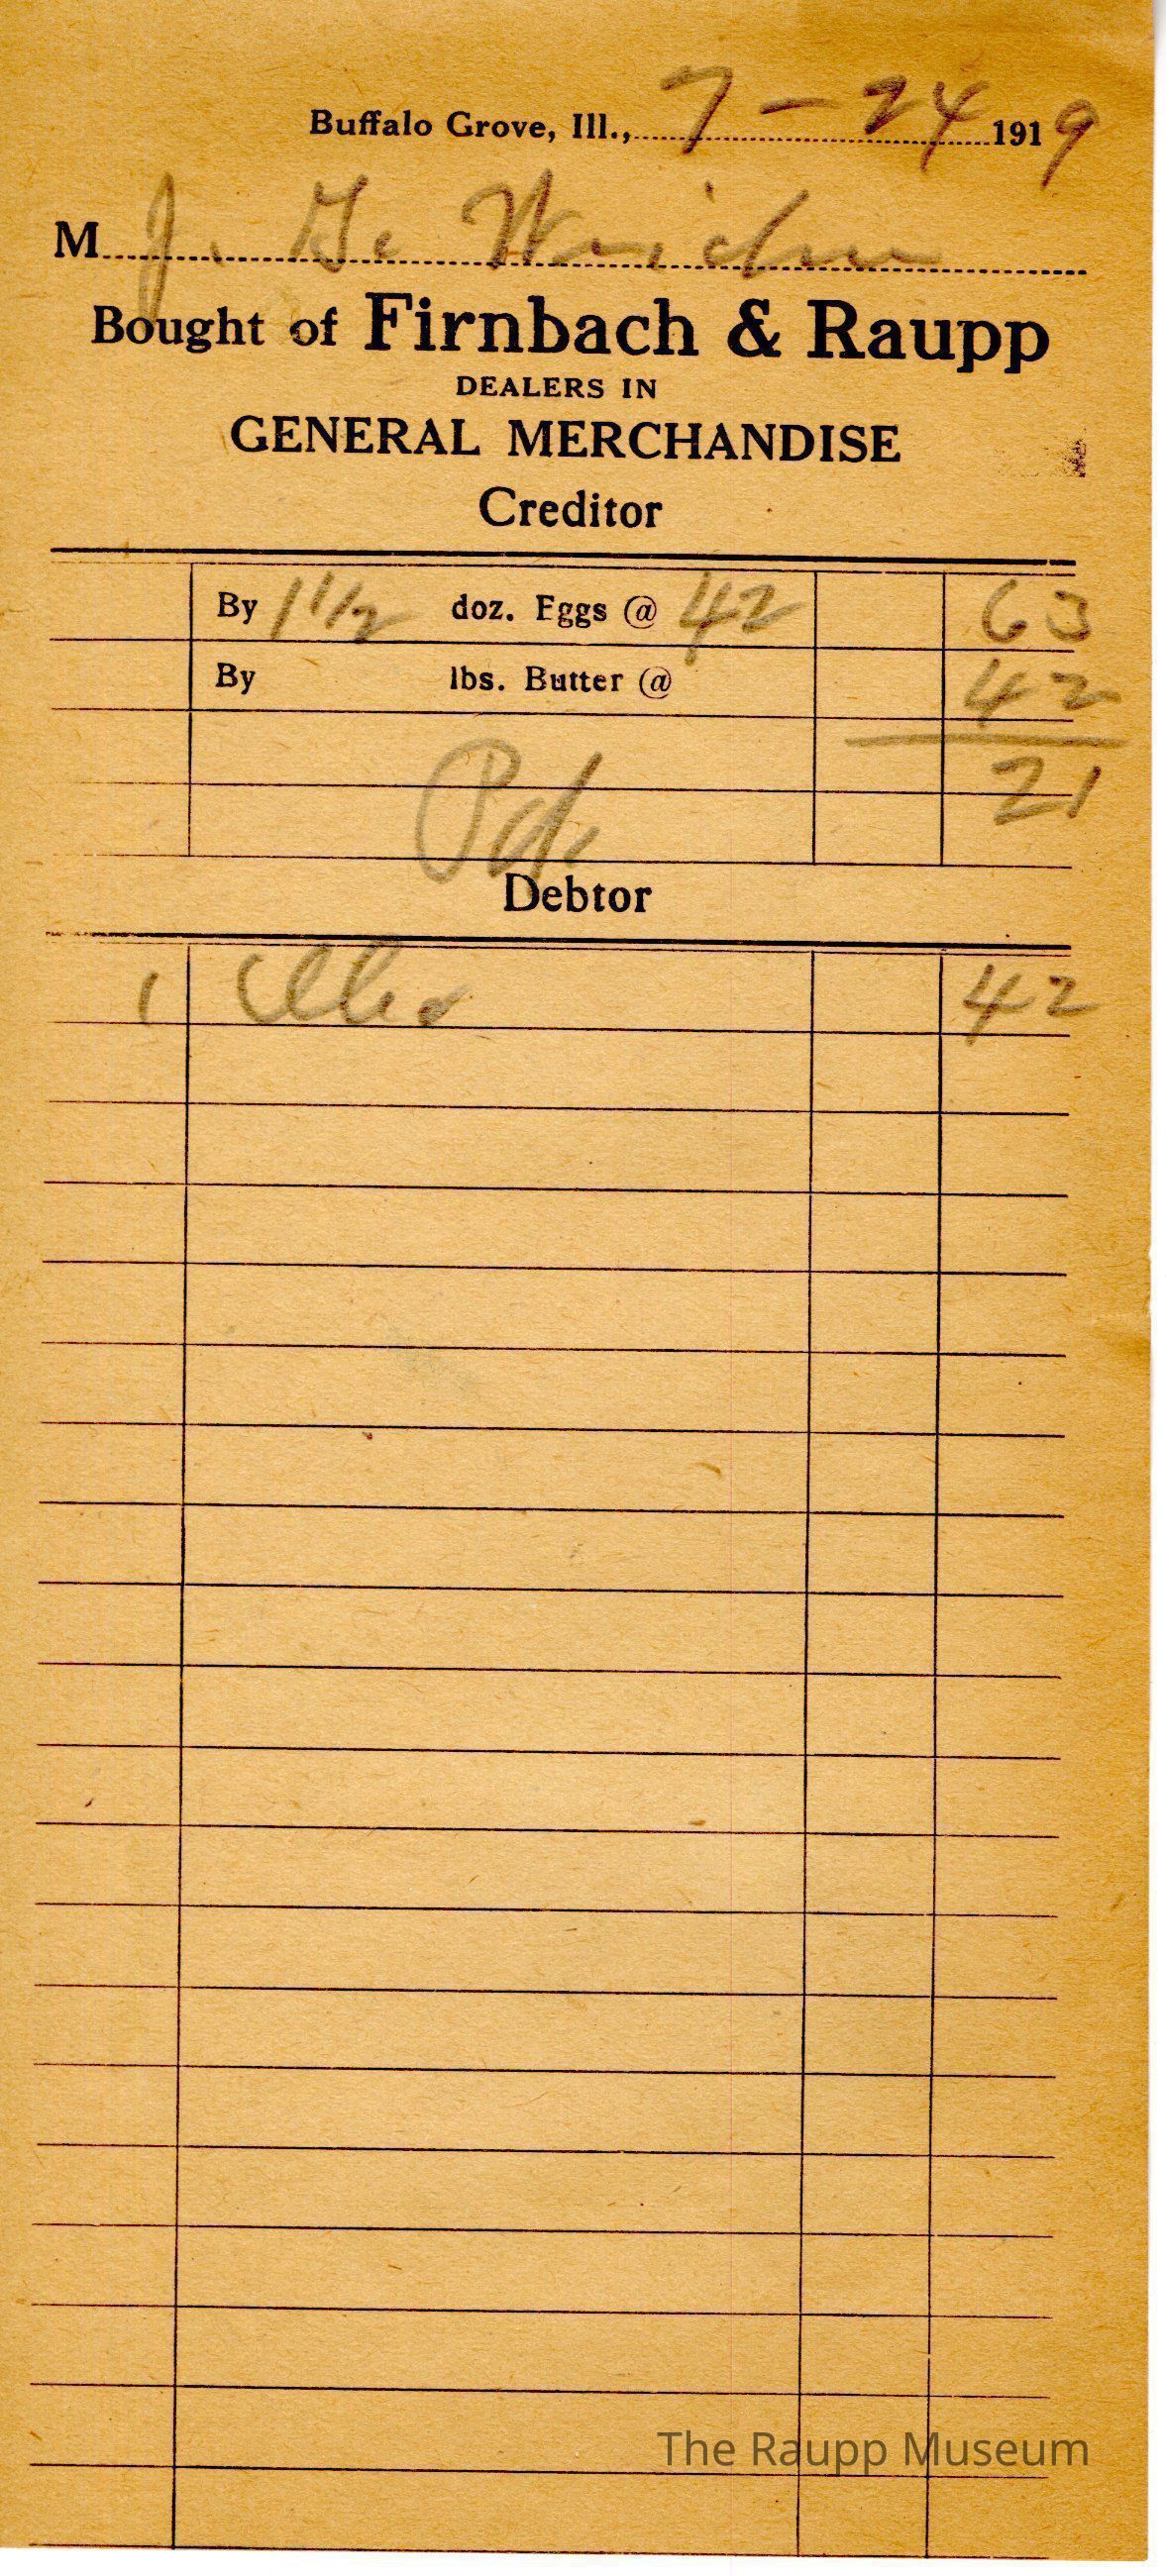 Buffalo Grove, Ill., 7 - 24 1919
M J. G.
Bought of Firnbach & Raupp
DEALERS IN
GENERAL MERCHANDISE
Creditor
By 1 1/2 doz. Eggs @ 42 63
By lbs. Butter @ 42
21
Pd.
Debtor
1 42
The Raupp Museum